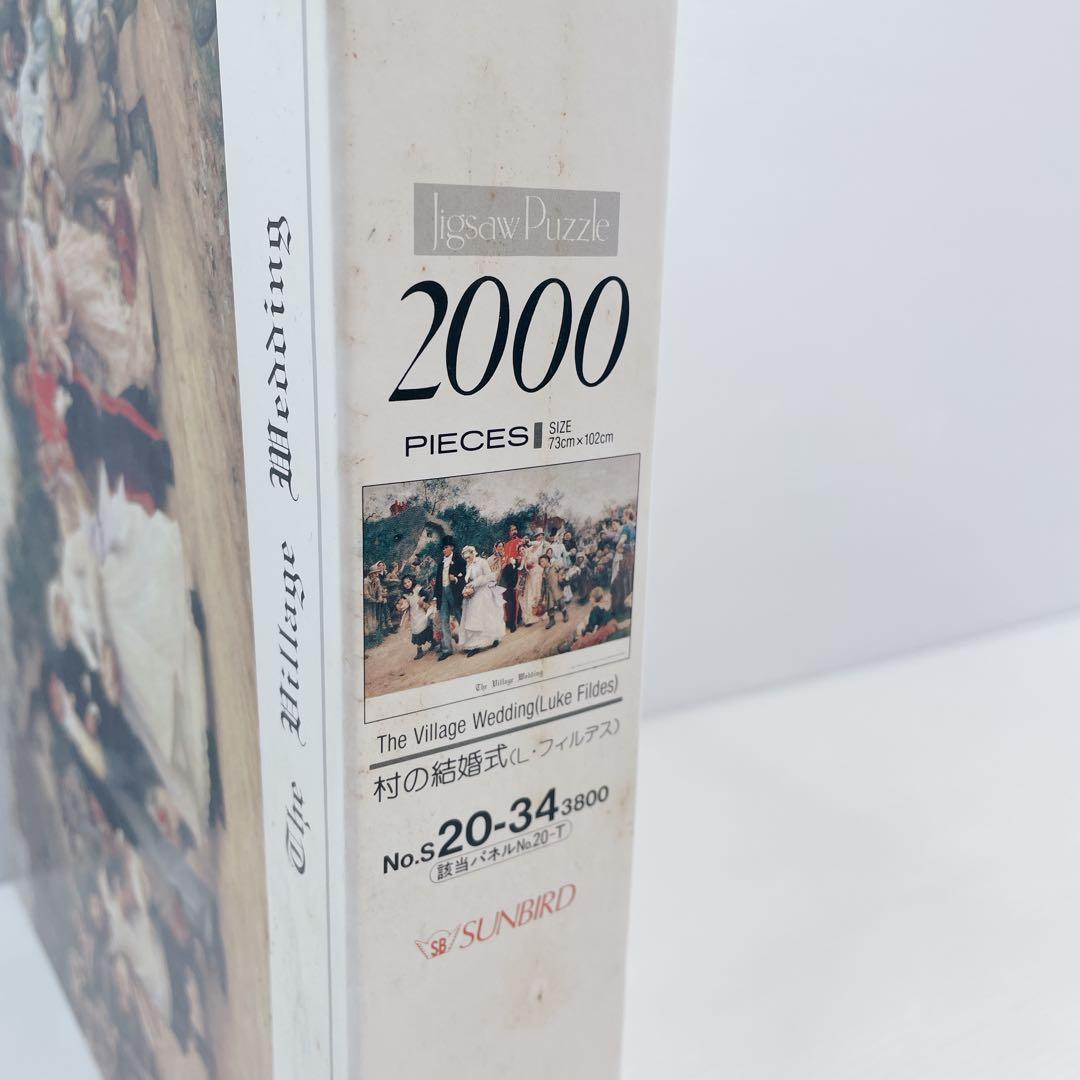 The Village Wedding
Jigsaw Puzzle
2000
PIECES SIZE
73cm×102cm
The Village Wedding
The Village Wedding(Luke Fildes)
村の結婚式(L・フィルデス)
No.S20-34 3800
該当パネルNo.20-T
SB SUNBIRD